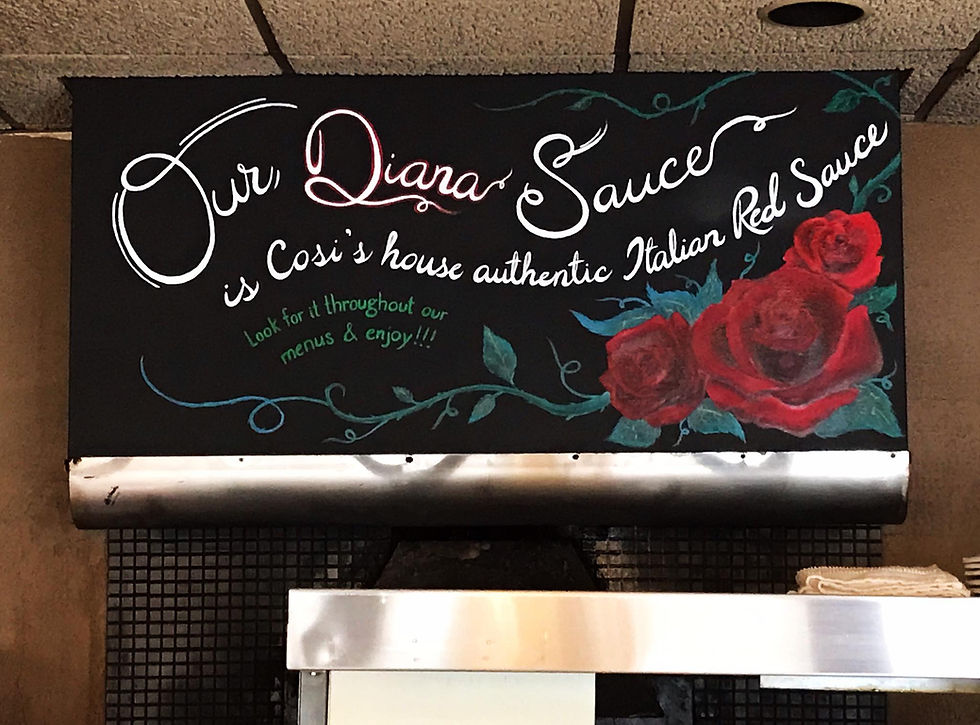 Our Diana Sauce
is Cosi's house authentic Italian Red Sauce
Look for it throughout our
menus & enjoy!!!